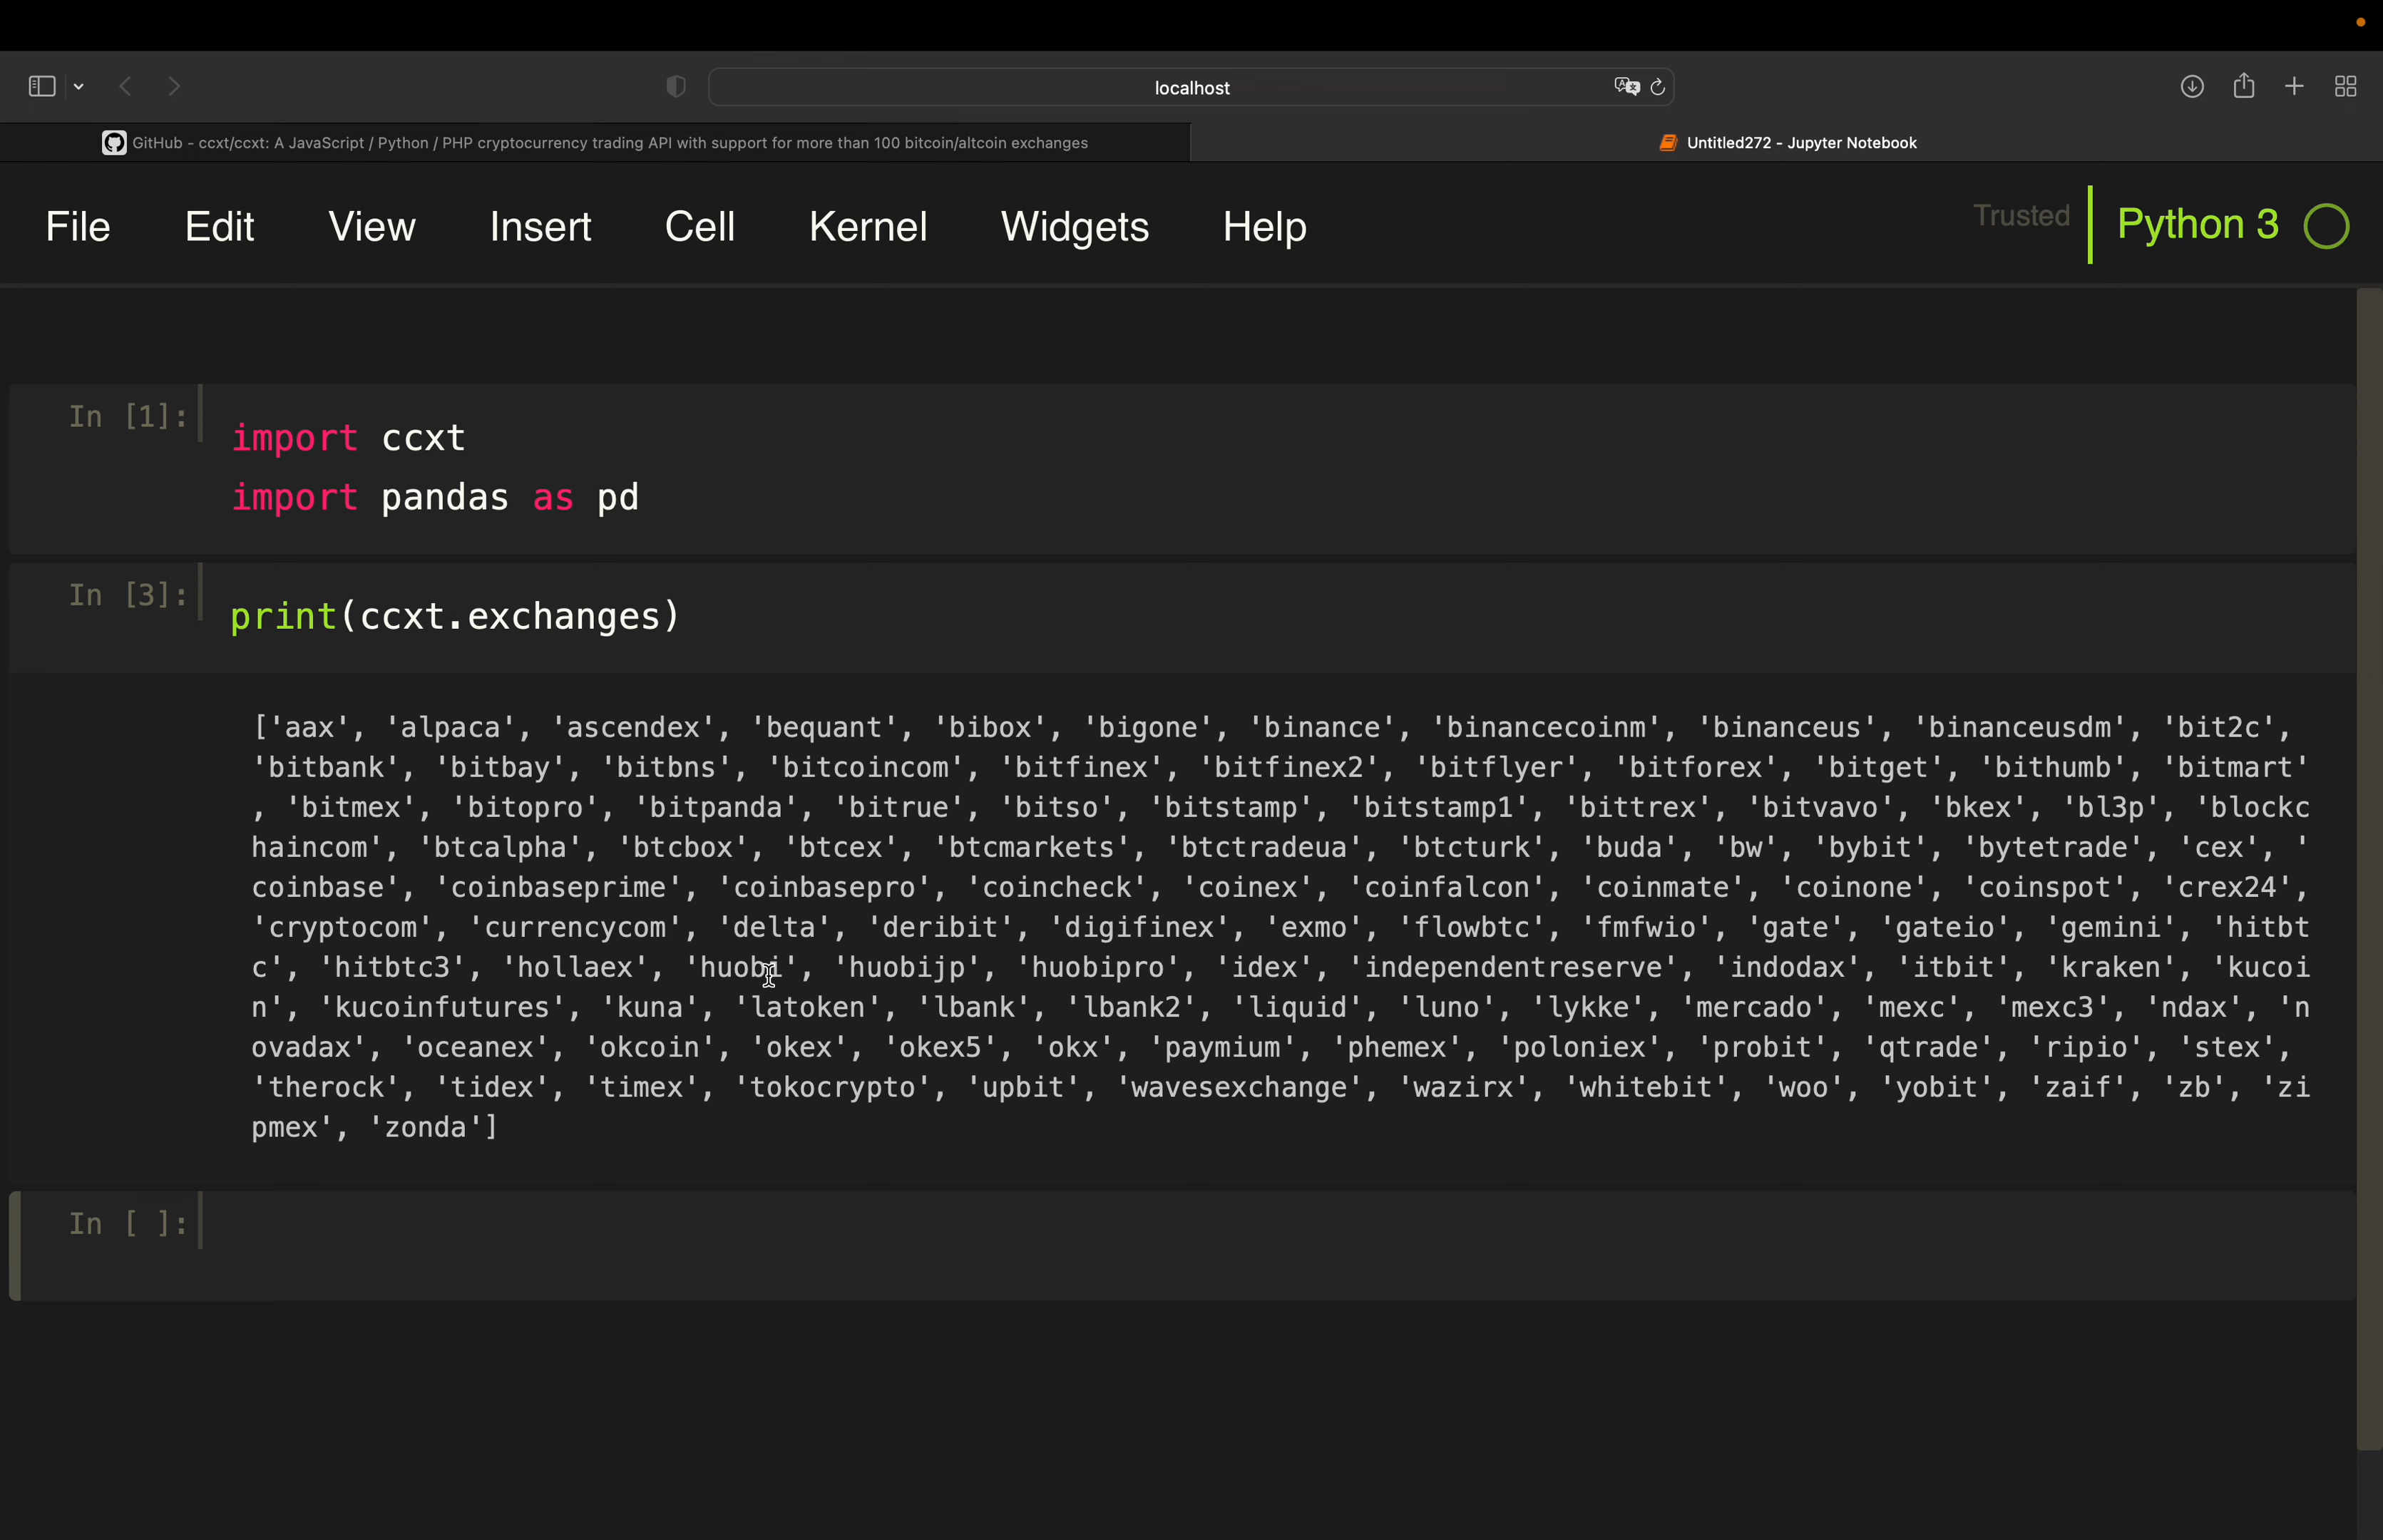 localhost
GitHub - ccxt/ccxt: A JavaScript / Python / PHP cryptocurrency trading API with support for more than 100 bitcoin/altcoin exchanges
Untitled272 - Jupyter Notebook
File Edit View Insert Cell Kernel Widgets Help
Trusted
Python 3
In [1]:
import ccxt
import pandas as pd
In [3]:
print(ccxt.exchanges)
['aax', 'alpaca', 'ascendex', 'bequant', 'bibox', 'bigone', 'binance', 'binancecoinm', 'binanceus', 'binanceusdm', 'bit2c',
'bitbank', 'bitbay', 'bitbns', 'bitcoincom', 'bitfinex', 'bitfinex2', 'bitflyer', 'bitforex', 'bitget', 'bithumb', 'bitmart'
, 'bitmex', 'bitopro', 'bitpanda', 'bitrue', 'bitso', 'bitstamp', 'bitstamp1', 'bittrex', 'bitvavo', 'bkex', 'bl3p', 'blockc
haincom', 'btcalpha', 'btcbox', 'btcex', 'btcmarkets', 'btctradeua', 'btcturk', 'buda', 'bw', 'bybit', 'bytetrade', 'cex', '
coinbase', 'coinbaseprime', 'coinbasepro', 'coincheck', 'coinex', 'coinfalcon', 'coinmate', 'coinone', 'coinspot', 'crex24',
'cryptocom', 'currencycom', 'delta', 'deribit', 'digifinex', 'exmo', 'flowbtc', 'fmfwio', 'gate', 'gateio', 'gemini', 'hitbt
c', 'hitbtc3', 'hollaex', 'huobi', 'huobijp', 'huobipro', 'idex', 'independentreserve', 'indodax', 'itbit', 'kraken', 'kucoi
n', 'kucoinfutures', 'kuna', 'latoken', 'lbank', 'lbank2', 'liquid', 'luno', 'lykke', 'mercado', 'mexc', 'mexc3', 'ndax', 'n
ovadax', 'oceanex', 'okcoin', 'okex', 'okex5', 'okx', 'paymium', 'phemex', 'poloniex', 'probit', 'qtrade', 'ripio', 'stex',
'therock', 'tidex', 'timex', 'tokocrypto', 'upbit', 'wavesexchange', 'wazirx', 'whitebit', 'woo', 'yobit', 'zaif', 'zb', 'zi
pmex', 'zonda']
In [ ]: